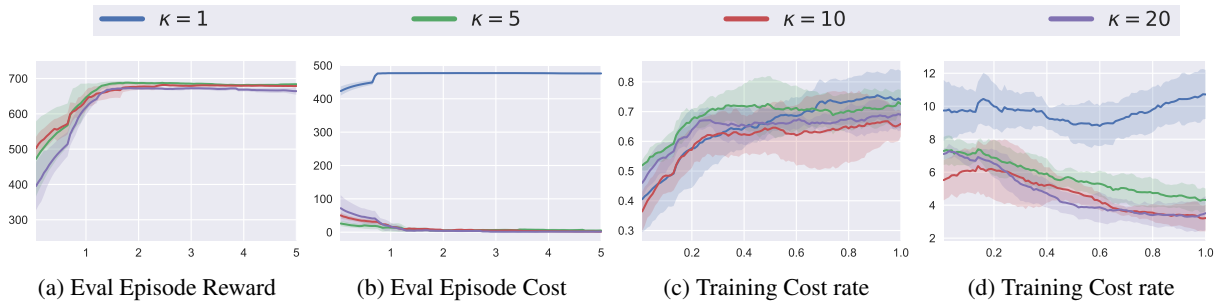 κ = 1 κ = 5 κ = 10 κ = 20
700
600
500
400
300
1 2 3 4 5
(a) Eval Episode Reward
500
400
300
200
100
0
1 2 3 4 5
(b) Eval Episode Cost
0.8
0.7
0.6
0.5
0.4
0.3
0.2 0.4 0.6 0.8 1.0
(c) Training Cost rate
12
10
8
6
4
2
0.2 0.4 0.6 0.8 1.0
(d) Training Cost rate